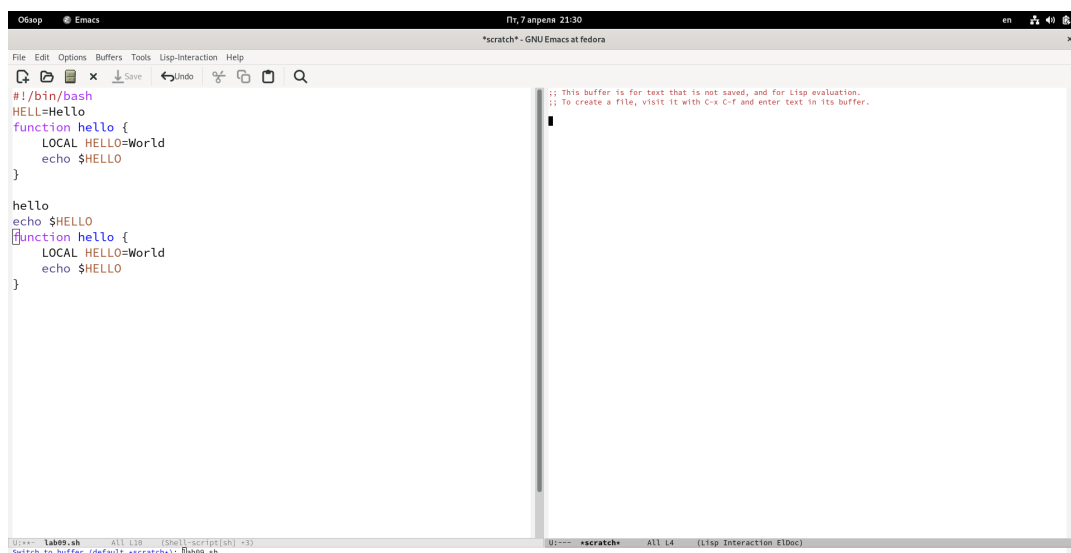 Обзор Emacs Пт, 7 апреля 21:30 en
*scratch* - GNU Emacs at fedora ×
File Edit Options Buffers Tools Lisp-Interaction Help
Save Undo
#!/bin/bash
HELL=Hello
function hello {
    LOCAL HELLO=World
    echo $HELLO
}
hello
echo $HELLO
function hello {
    LOCAL HELLO=World
    echo $HELLO
}
;; This buffer is for text that is not saved, and for Lisp evaluation.
;; To create a file, visit it with C-x C-f and enter text in its buffer.
U:**- lab09.sh All L10 (Shell-script[sh] +3)
U:--- *scratch* All L4 (Lisp Interaction ElDoc)
Switch to buffer (default *scratch*): lab09.sh